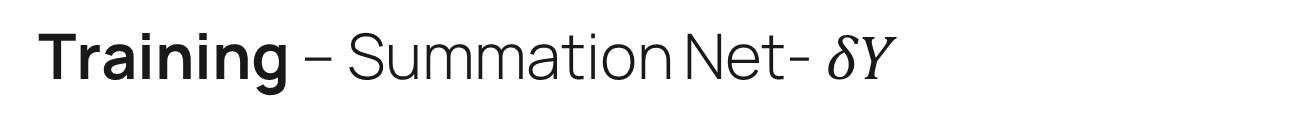 Training – Summation Net- δY